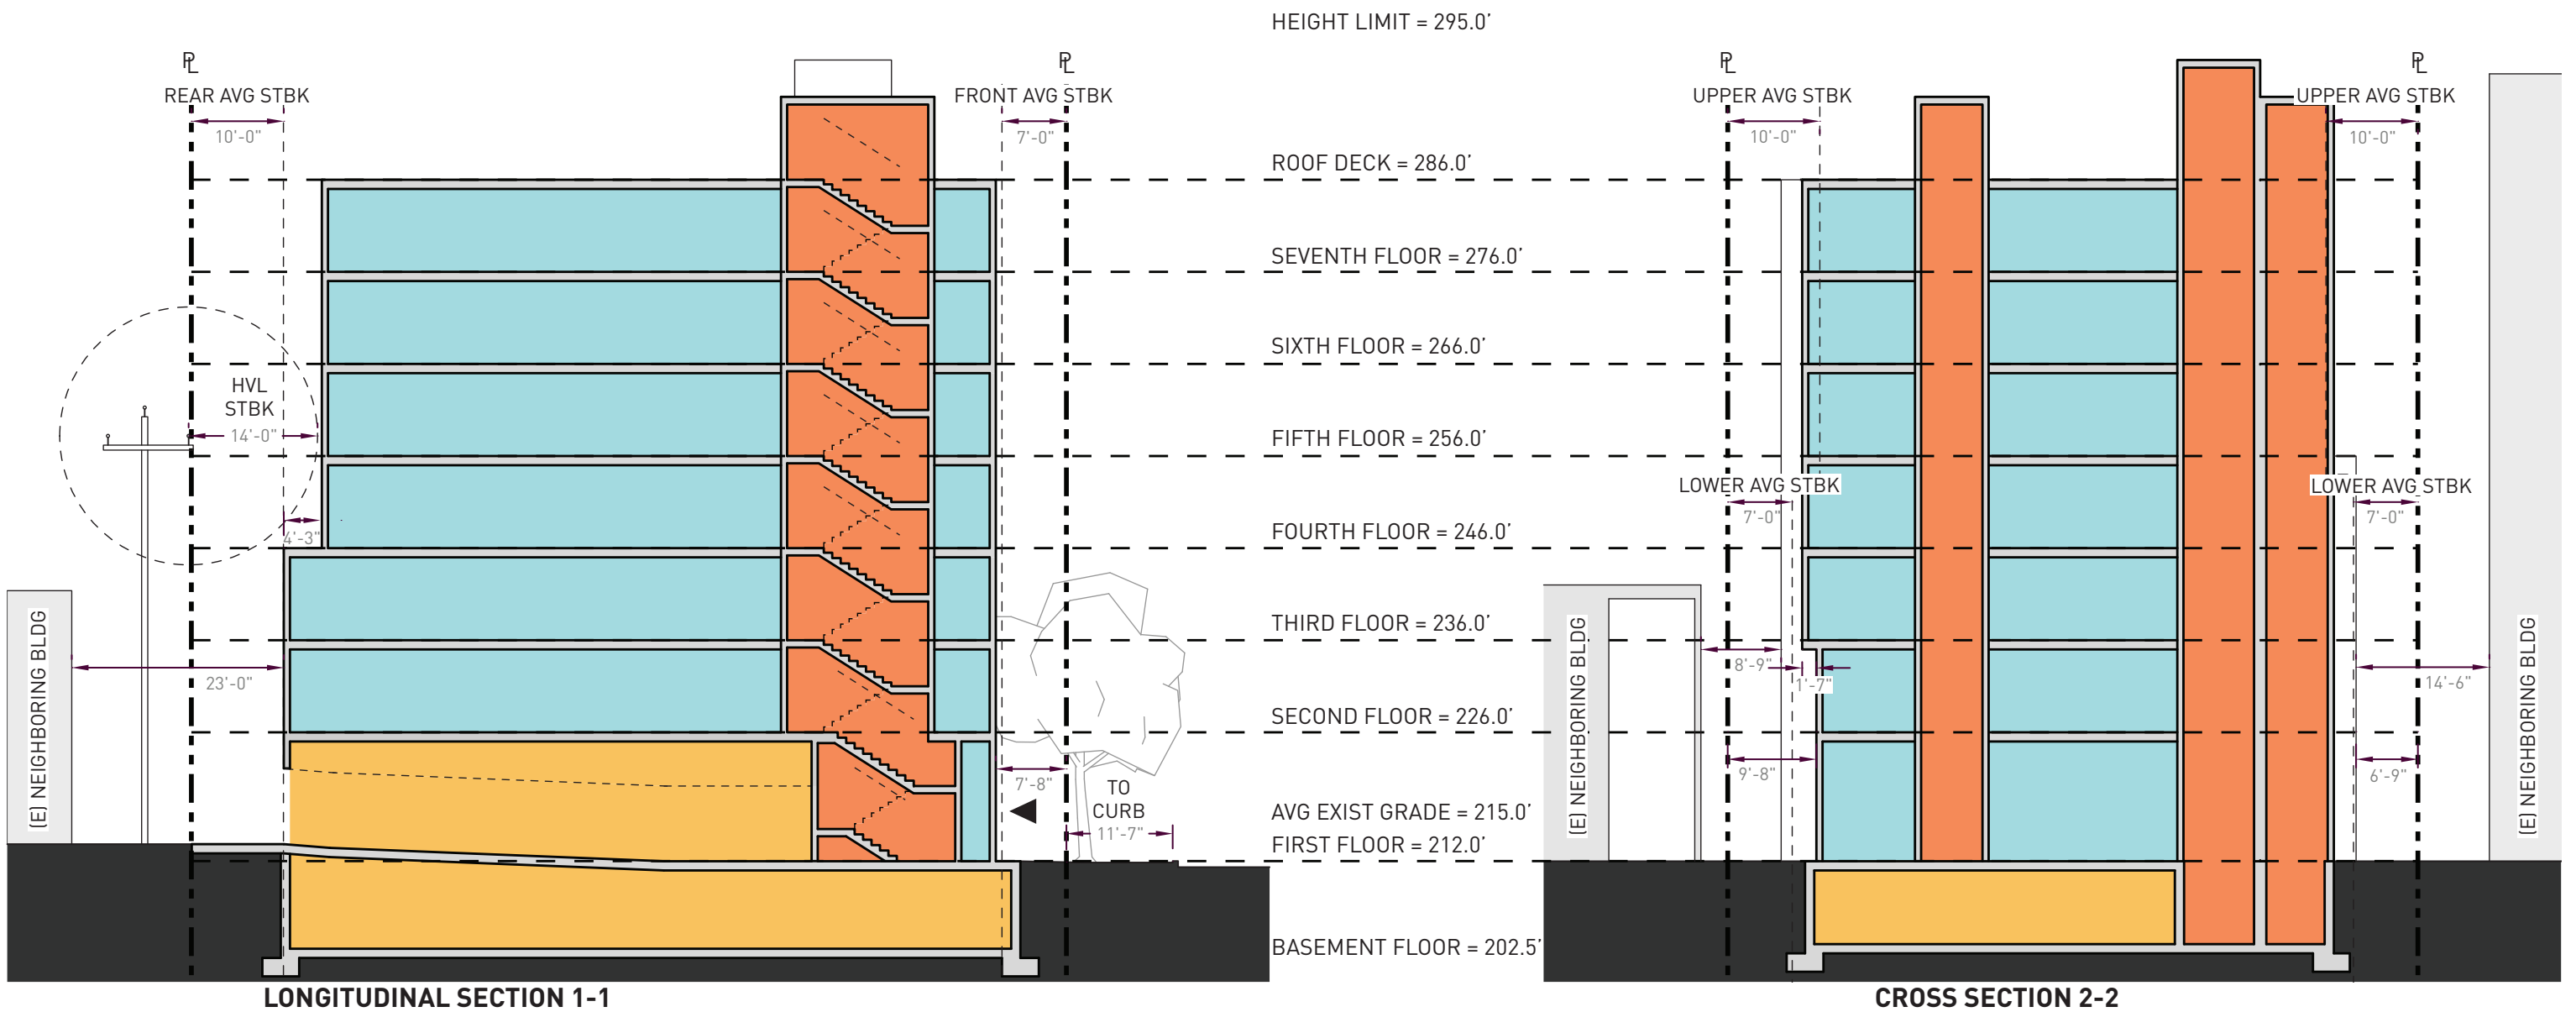 HEIGHT LIMIT = 295.0’
PL
PL
PL
PL
REAR AVG STBK
FRONT AVG STBK
UPPER AVG STBK
UPPER AVG STBK
10'-0"
7'-0"
10'-0"
10'-0"
ROOF DECK = 286.0’
SEVENTH FLOOR = 276.0’
SIXTH FLOOR = 266.0’
HVL
STBK
14'-0"
FIFTH FLOOR = 256.0’
LOWER AVG STBK
LOWER AVG STBK
7'-0"
7'-0"
4'-3"
FOURTH FLOOR = 246.0’
THIRD FLOOR = 236.0’
(E) NEIGHBORING BLDG
23'-0"
(E) NEIGHBORING BLDG
8'-9"
1'-7"
14'-6"
(E) NEIGHBORING BLDG
SECOND FLOOR = 226.0’
7'-8"
9'-8"
6'-9"
TO
CURB
11'-7"
AVG EXIST GRADE = 215.0’
FIRST FLOOR = 212.0’
BASEMENT FLOOR = 202.5’
LONGITUDINAL SECTION 1-1
CROSS SECTION 2-2